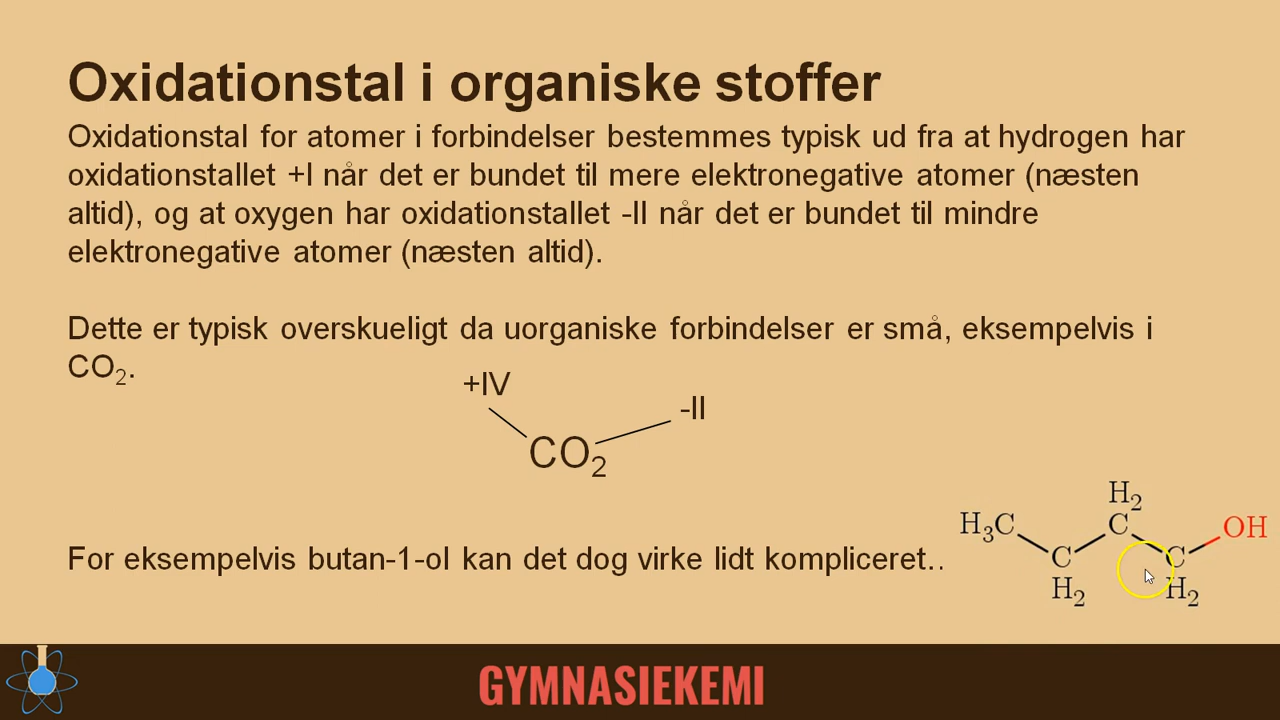 Oxidationstal i organiske stoffer
Oxidationstal for atomer i forbindelser bestemmes typisk ud fra at hydrogen har
oxidationstallet +I når det er bundet til mere elektronegative atomer (næsten
altid), og at oxygen har oxidationstallet -II når det er bundet til mindre
elektronegative atomer (næsten altid).
Dette er typisk overskueligt da uorganiske forbindelser er små, eksempelvis i
CO₂.
+IV
-II
CO₂
For eksempelvis butan-1-ol kan det dog virke lidt kompliceret..
H₂
H₃C C OH
C C
H₂ H₂
GYMNASIEKEMI